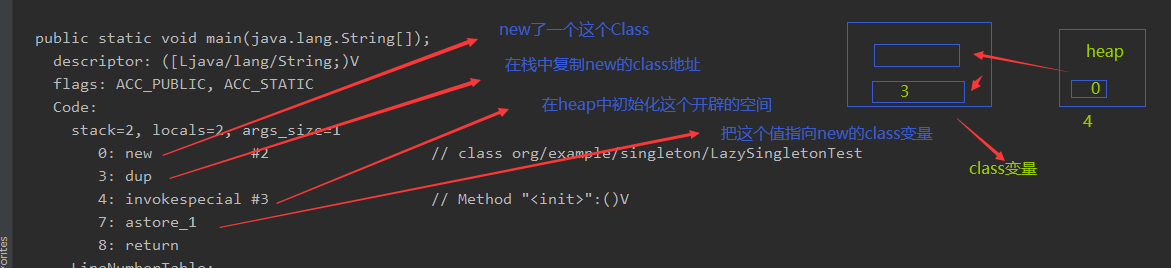 public static void main(java.lang.String[]);
descriptor: ([Ljava/lang/String;)V
flags: ACC_PUBLIC, ACC_STATIC
Code:
stack=2, locals=2, args_size=1
0: new #2 // class org/example/singleton/LazySingletonTest
3: dup
4: invokespecial #3 // Method "<init>":()V
7: astore_1
8: return
LineNumberTable:
new了一个这个Class
在栈中复制new的class地址
在heap中初始化这个开辟的空间
把这个值指向new的class变量
3
heap
0
4
class变量